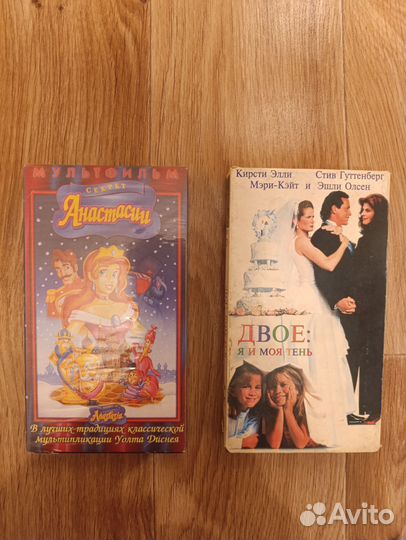 МУЛЬТФИЛЬМ
СЕКРЕТ
Анастасии
Anastasia
В лучших традициях классической
мультипликации Уолта Диснея
Кирсти Элли Стив Гуттенберг
Мэри-Кэйт и Эшли Олсен
ДВОЕ:
Я И МОЯ ТЕНЬ
Avito